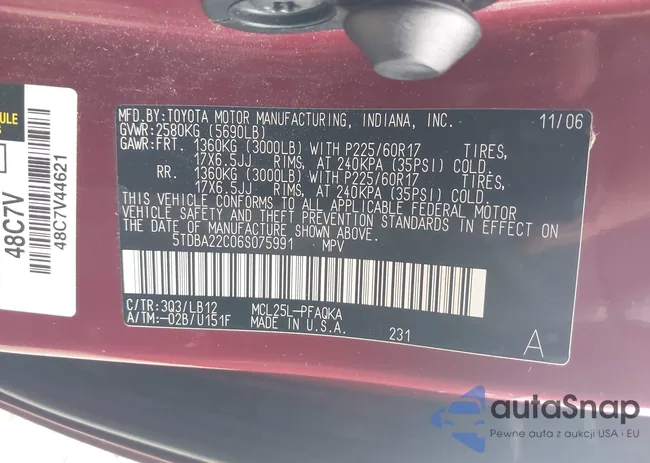 MFD.BY:TOYOTA MOTOR MANUFACTURING, INDIANA, INC. 11/06
GVWR:2580KG (5690LB)
GAWR:FRT. 1360KG (3000LB) WITH P225/60R17 TIRES,
17X6.5JJ RIMS, AT 240KPA (35PSI) COLD.
RR. 1360KG (3000LB) WITH P225/60R17 TIRES,
17X6.5JJ RIMS, AT 240KPA (35PSI) COLD.
THIS VEHICLE CONFORMS TO ALL APPLICABLE FEDERAL MOTOR
VEHICLE SAFETY AND THEFT PREVENTION STANDARDS IN EFFECT
ON THE DATE OF MANUFACTURE SHOWN ABOVE.
5TDBA22C06S075991 MPV
C/TR:3Q3/LB12 MCL25L-PFAQKA
A/TM:-02B/U151F MADE IN U.S.A. 231 A
48C7V
48C7V44621
autoSnap
Pewne auta z aukcji USA i EU